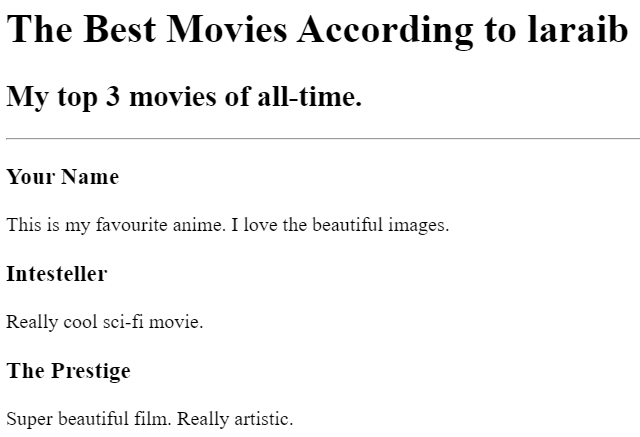 The Best Movies According to laraib
My top 3 movies of all-time.
Your Name
This is my favourite anime. I love the beautiful images.
Intesteller
Really cool sci-fi movie.
The Prestige
Super beautiful film. Really artistic.